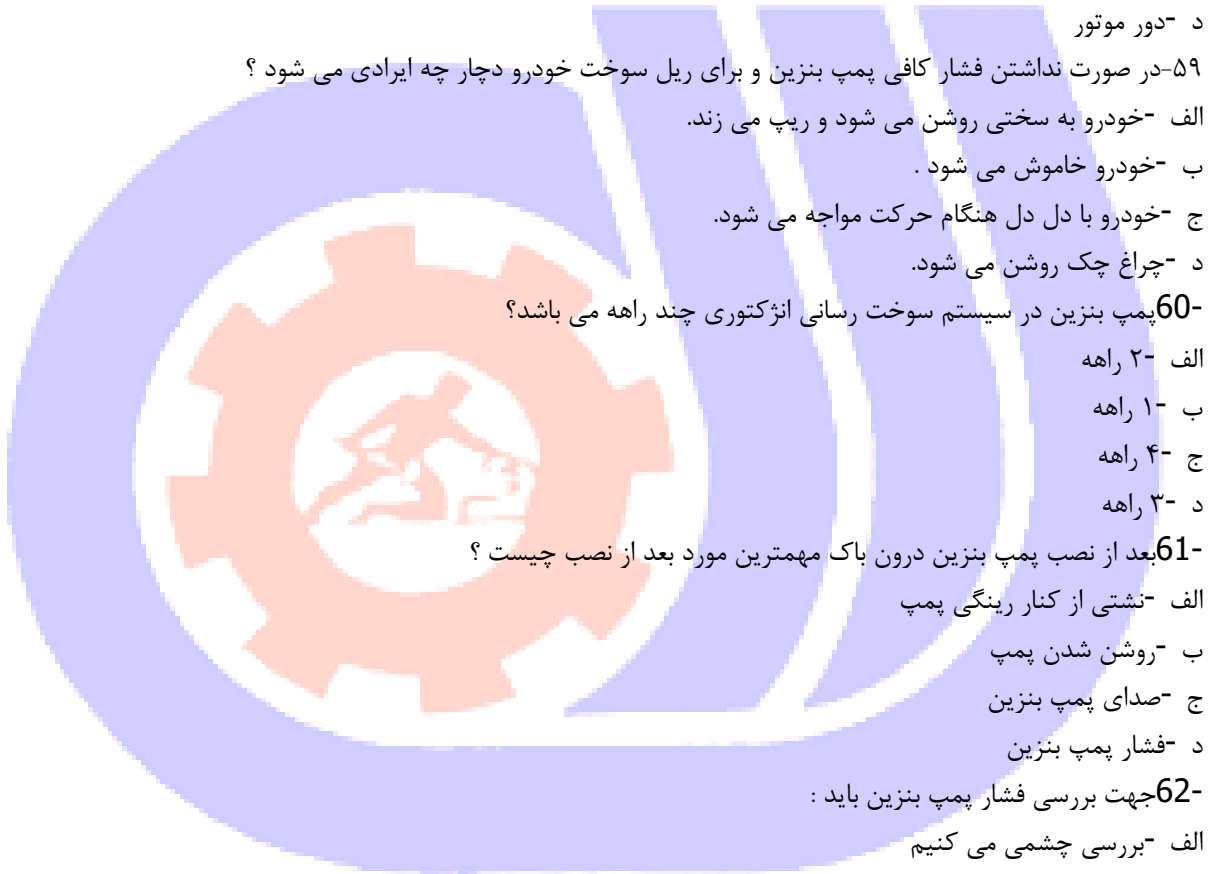 د -دور موتور
۵۹-در صورت نداشتن فشار کافی پمپ بنزین و برای ریل سوخت خودرو دچار چه ایرادی می شود ؟
الف -خودرو به سختی روشن می شود و ریپ می زند.
ب -خودرو خاموش می شود .
ج -خودرو با دل دل هنگام حرکت مواجه می شود.
د -چراغ چک روشن می شود.
-60پمپ بنزین در سیستم سوخت رسانی انژکتوری چند راهه می باشد؟
الف -۲ راهه
ب -۱ راهه
ج -۴ راهه
د -۳ راهه
-61بعد از نصب پمپ بنزین درون باک مهمترین مورد بعد از نصب چیست ؟
الف -نشتی از کنار رینگی پمپ
ب -روشن شدن پمپ
ج -صدای پمپ بنزین
د -فشار پمپ بنزین
-62جهت بررسی فشار پمپ بنزین باید :
الف -بررسی چشمی می کنیم